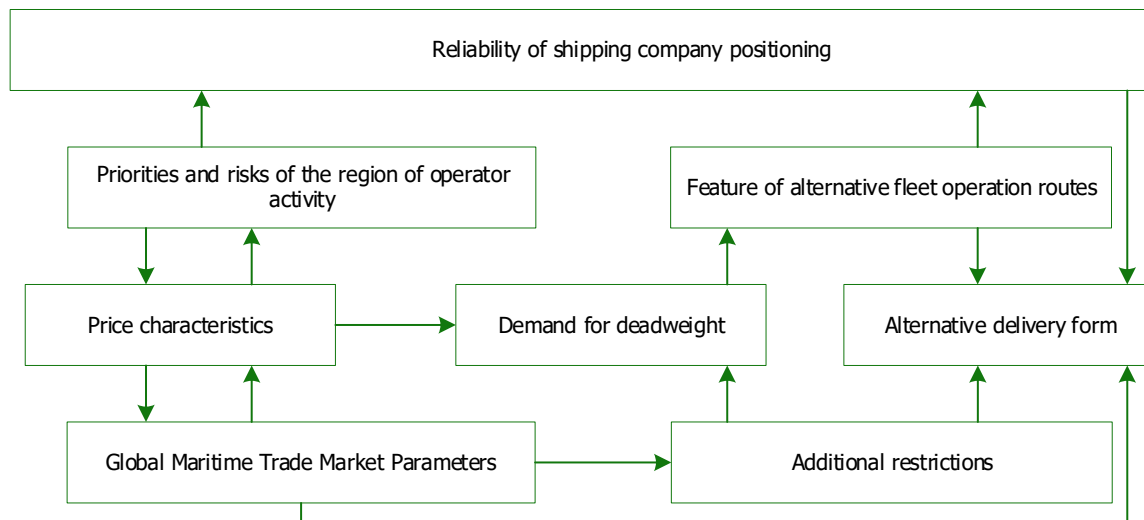 Reliability of shipping company positioning
Priorities and risks of the region of operator
activity
Feature of alternative fleet operation routes
Price characteristics
Demand for deadweight
Alternative delivery form
Global Maritime Trade Market Parameters
Additional restrictions